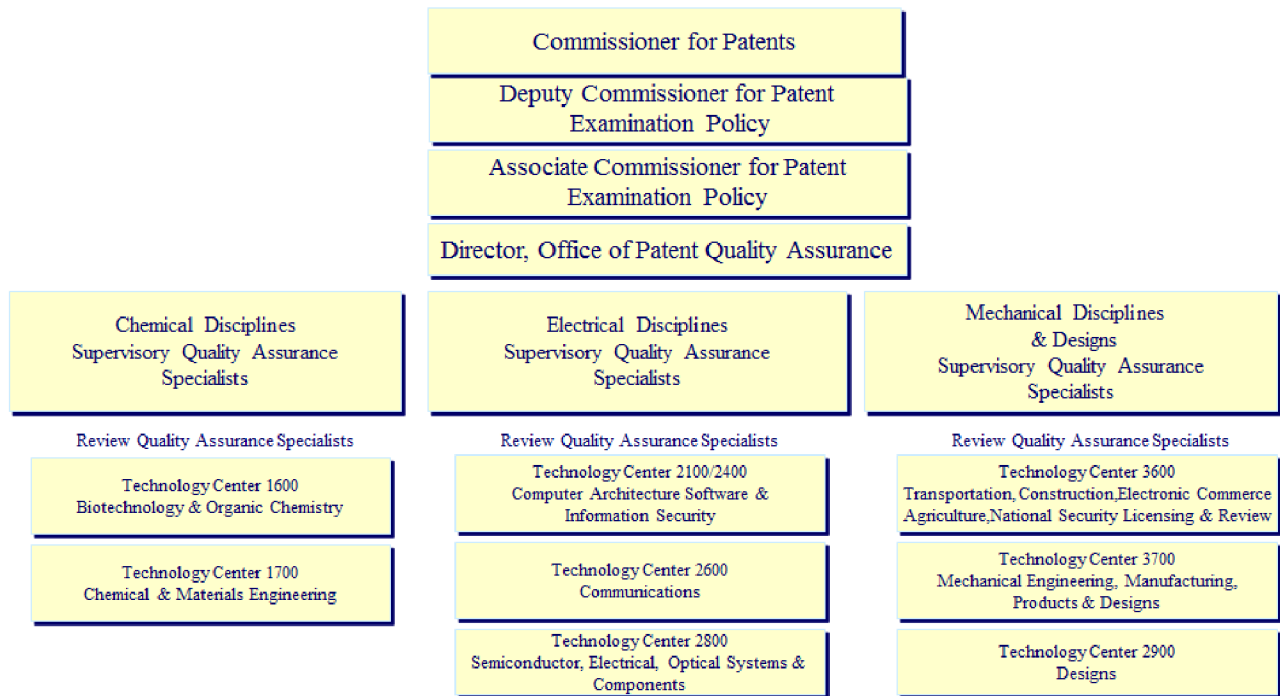 Commissioner for Patents
Deputy Commissioner for Patent
Examination Policy
Associate Commissioner for Patent
Examination Policy
Director, Office of Patent Quality Assurance
Chemical Disciplines
Supervisory Quality Assurance
Specialists
Electrical Disciplines
Supervisory Quality Assurance
Specialists
Mechanical Disciplines
& Designs
Supervisory Quality Assurance
Specialists
Review Quality Assurance Specialists
Technology Center 1600
Biotechnology & Organic Chemistry
Technology Center 1700
Chemical & Materials Engineering
Review Quality Assurance Specialists
Technology Center 2100/2400
Computer Architecture Software &
Information Security
Technology Center 2600
Communications
Technology Center 2800
Semiconductor, Electrical, Optical Systems &
Components
Review Quality Assurance Specialists
Technology Center 3600
Transportation, Construction,Electronic Commerce
Agriculture,National Security Licensing & Review
Technology Center 3700
Mechanical Engineering, Manufacturing,
Products & Designs
Technology Center 2900
Designs